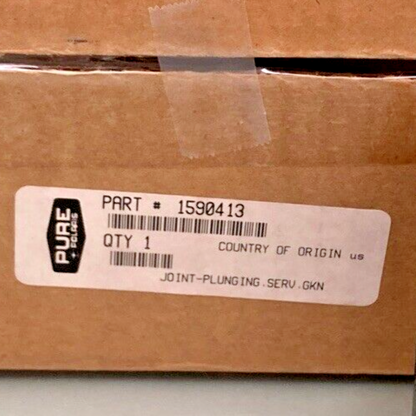 PURE
POLARIS
PART # 1590413
QTY 1
COUNTRY OF ORIGIN us
JOINT-PLUNGING.SERV.GKN